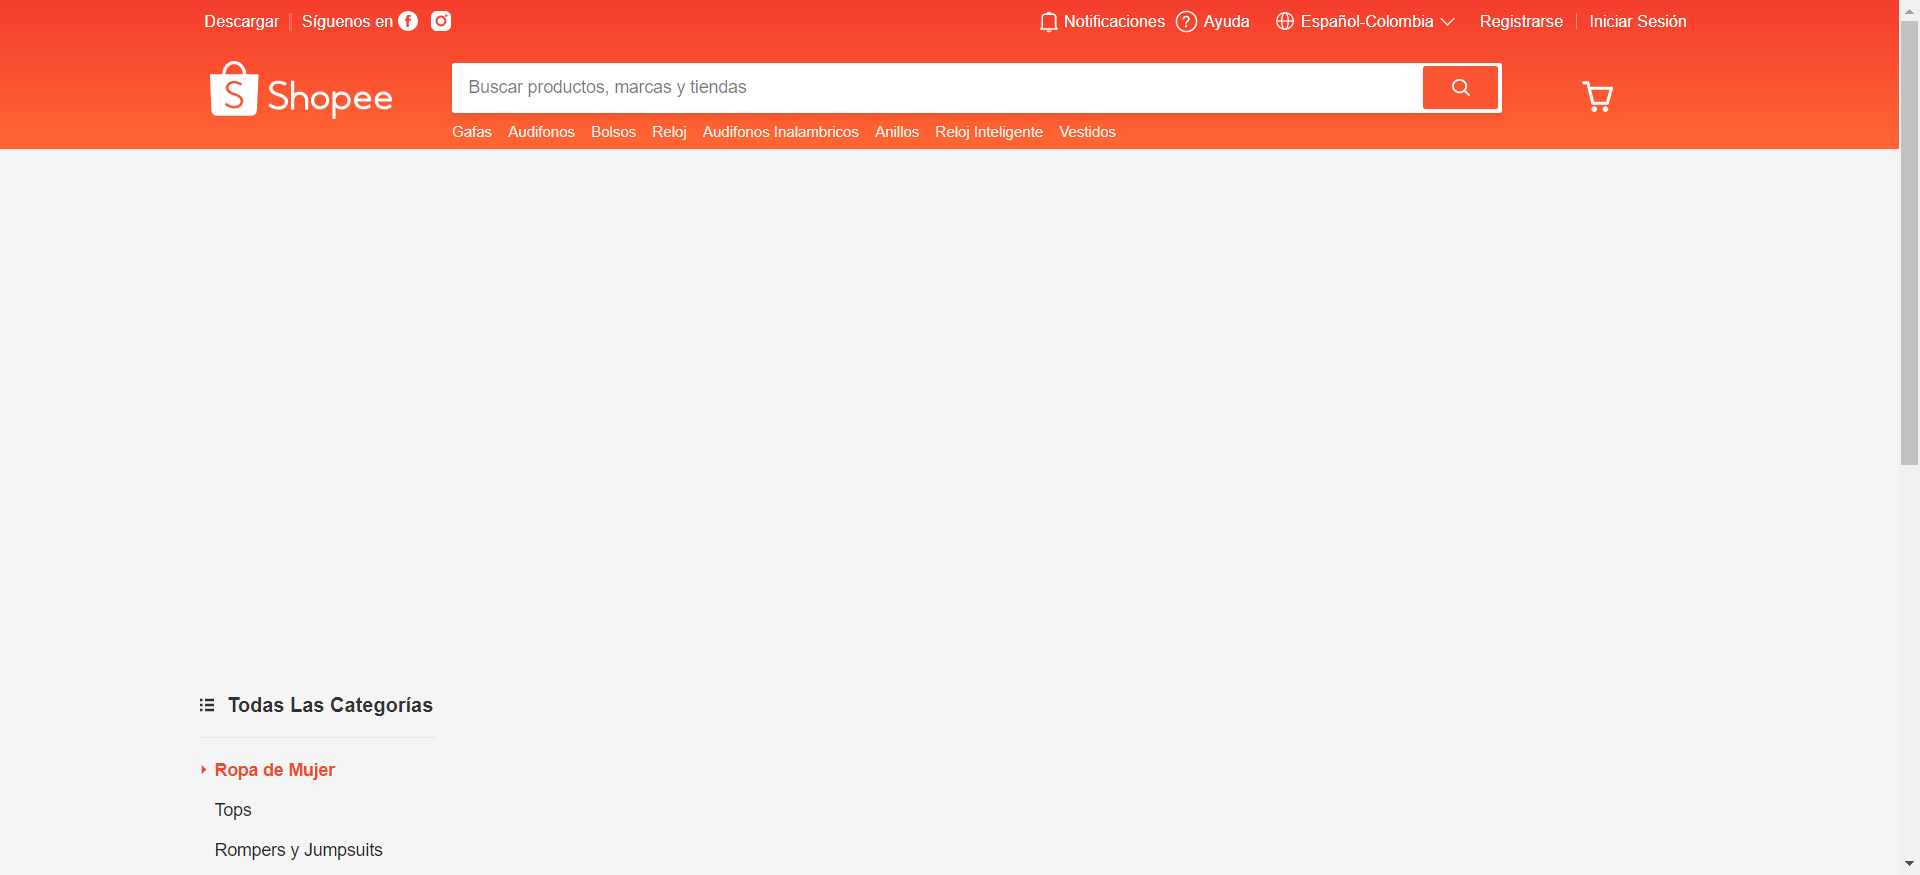 Descargar Síguenos en Notificaciones Ayuda Español-Colombia Registrarse Iniciar Sesión
Shopee
Buscar productos, marcas y tiendas
Gafas Audifonos Bolsos Reloj Audifonos Inalambricos Anillos Reloj Inteligente Vestidos
Todas Las Categorías
Ropa de Mujer
Tops
Rompers y Jumpsuits